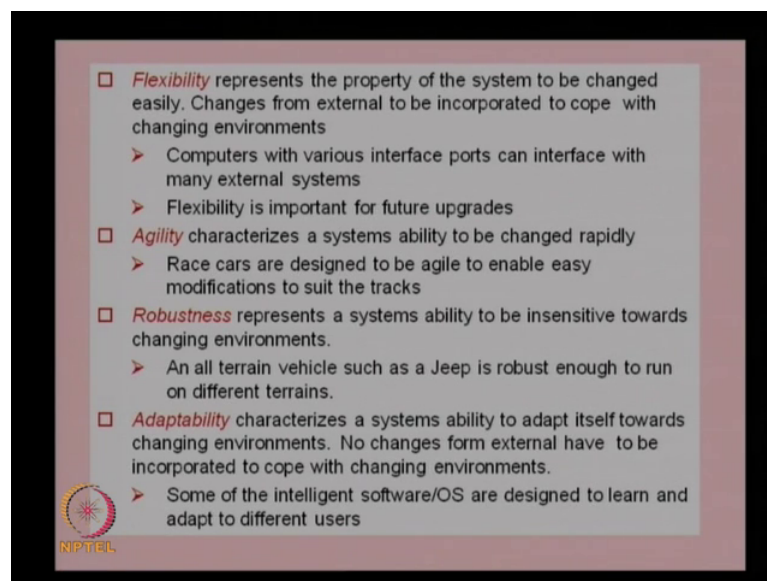 Flexibility represents the property of the system to be changed
easily. Changes from external to be incorporated to cope with
changing environments
Computers with various interface ports can interface with
many external systems
Flexibility is important for future upgrades
Agility characterizes a systems ability to be changed rapidly
Race cars are designed to be agile to enable easy
modifications to suit the tracks
Robustness represents a systems ability to be insensitive towards
changing environments.
An all terrain vehicle such as a Jeep is robust enough to run
on different terrains.
Adaptability characterizes a systems ability to adapt itself towards
changing environments. No changes form external have to be
incorporated to cope with changing environments.
Some of the intelligent software/OS are designed to learn and
adapt to different users
NPTEL